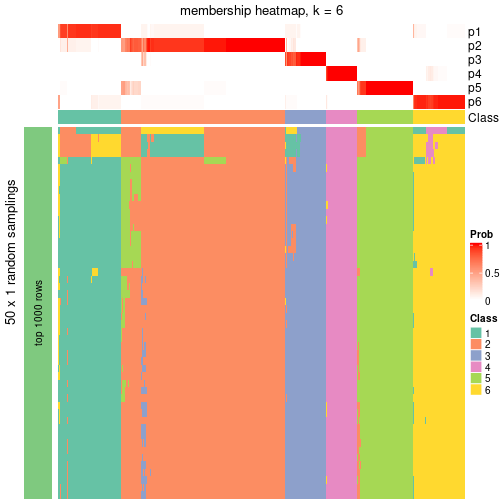 membership heatmap, k = 6
p1
p2
p3
p4
p5
p6
Class
50 x 1 random samplings
top 1000 rows
Prob
1
0.5
0
Class
1
2
3
4
5
6